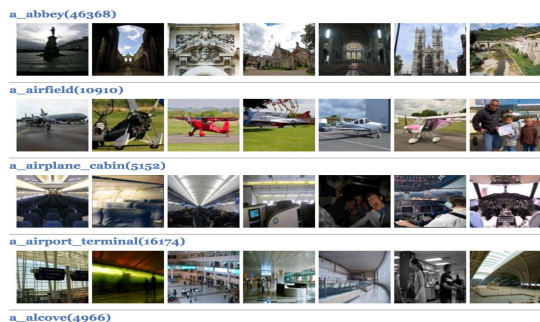 a_abbey(46368)
a_airfield(10910)
a_airplane_cabin(5152)
a_airport_terminal(16174)
a_alcove(4966)